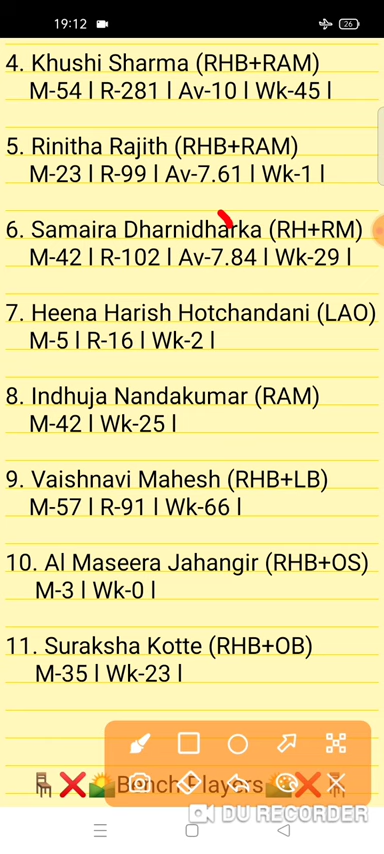 19:12
26
4. Khushi Sharma (RHB+RAM)
M-54 l R-281 l Av-10 l Wk-45 l
5. Rinitha Rajith (RHB+RAM)
M-23 l R-99 l Av-7.61 l Wk-1 l
6. Samaira Dharnidharka (RH+RM)
M-42 l R-102 l Av-7.84 l Wk-29 l
7. Heena Harish Hotchandani (LAO)
M-5 l R-16 l Wk-2 l
8. Indhuja Nandakumar (RAM)
M-42 l Wk-25 l
9. Vaishnavi Mahesh (RHB+LB)
M-57 l R-91 l Wk-66 l
10. Al Maseera Jahangir (RHB+OS)
M-3 l Wk-0 l
11. Suraksha Kotte (RHB+OB)
M-35 l Wk-23 l
Bench Players
DU RECORDER